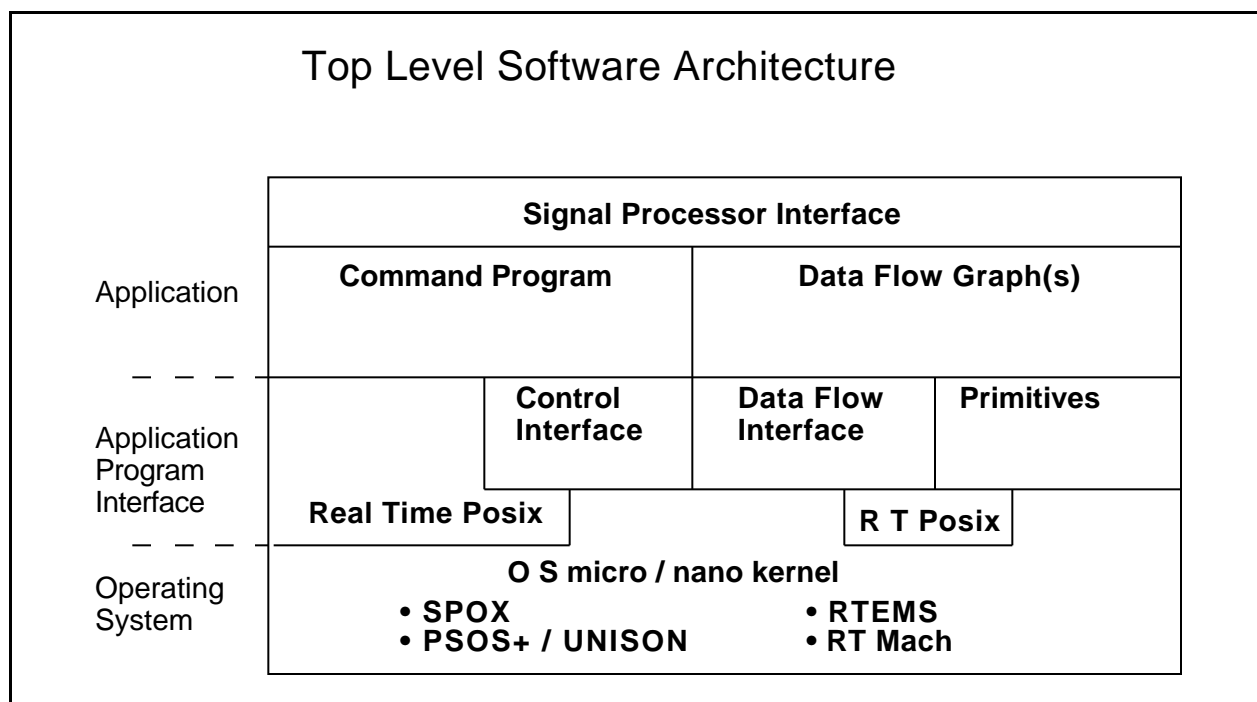 Top Level Software Architecture
Signal Processor Interface
Application
Command Program
Data Flow Graph(s)
Application
Program
Interface
Control
Interface
Data Flow
Interface
Primitives
Real Time Posix
R T Posix
Operating
System
O S micro / nano kernel
• SPOX
• PSOS+ / UNISON
• RTEMS
• RT Mach